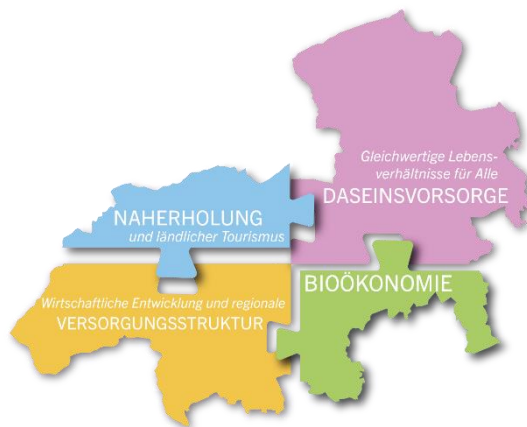 Gleichwertige Lebens-
verhältnisse für Alle
DASEINSVORSORGE
NAHERHOLUNG
und ländlicher Tourismus
BIOÖKONOMIE
Wirtschaftliche Entwicklung und regionale
VERSORGUNGSSTRUKTUR